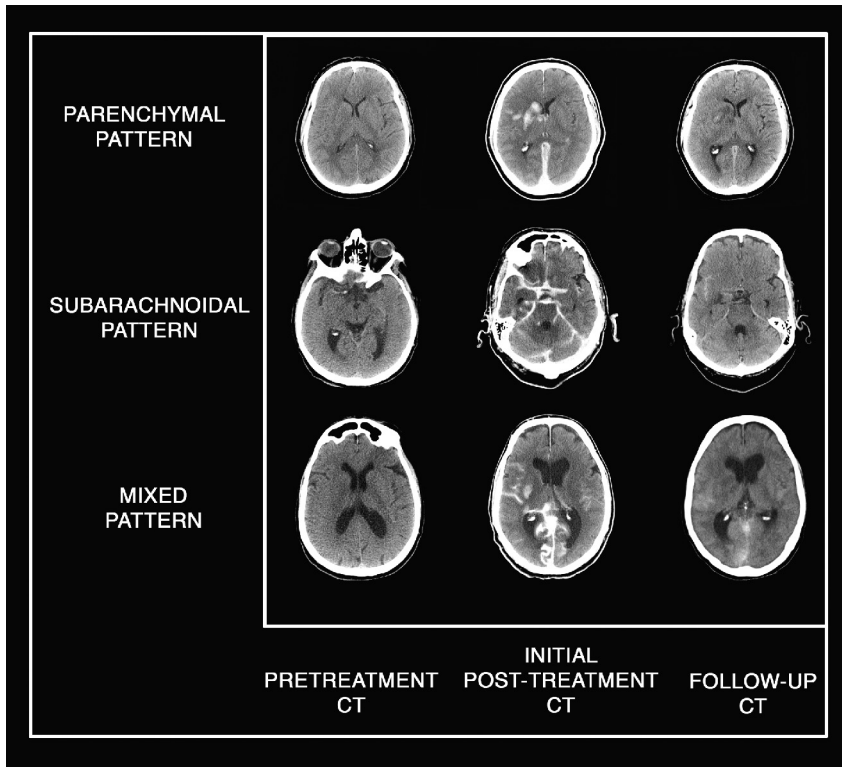 PARENCHYMAL
PATTERN
SUBARACHNOIDAL
PATTERN
MIXED
PATTERN
PRETREATMENT
CT
INITIAL
POST-TREATMENT
CT
FOLLOW-UP
CT